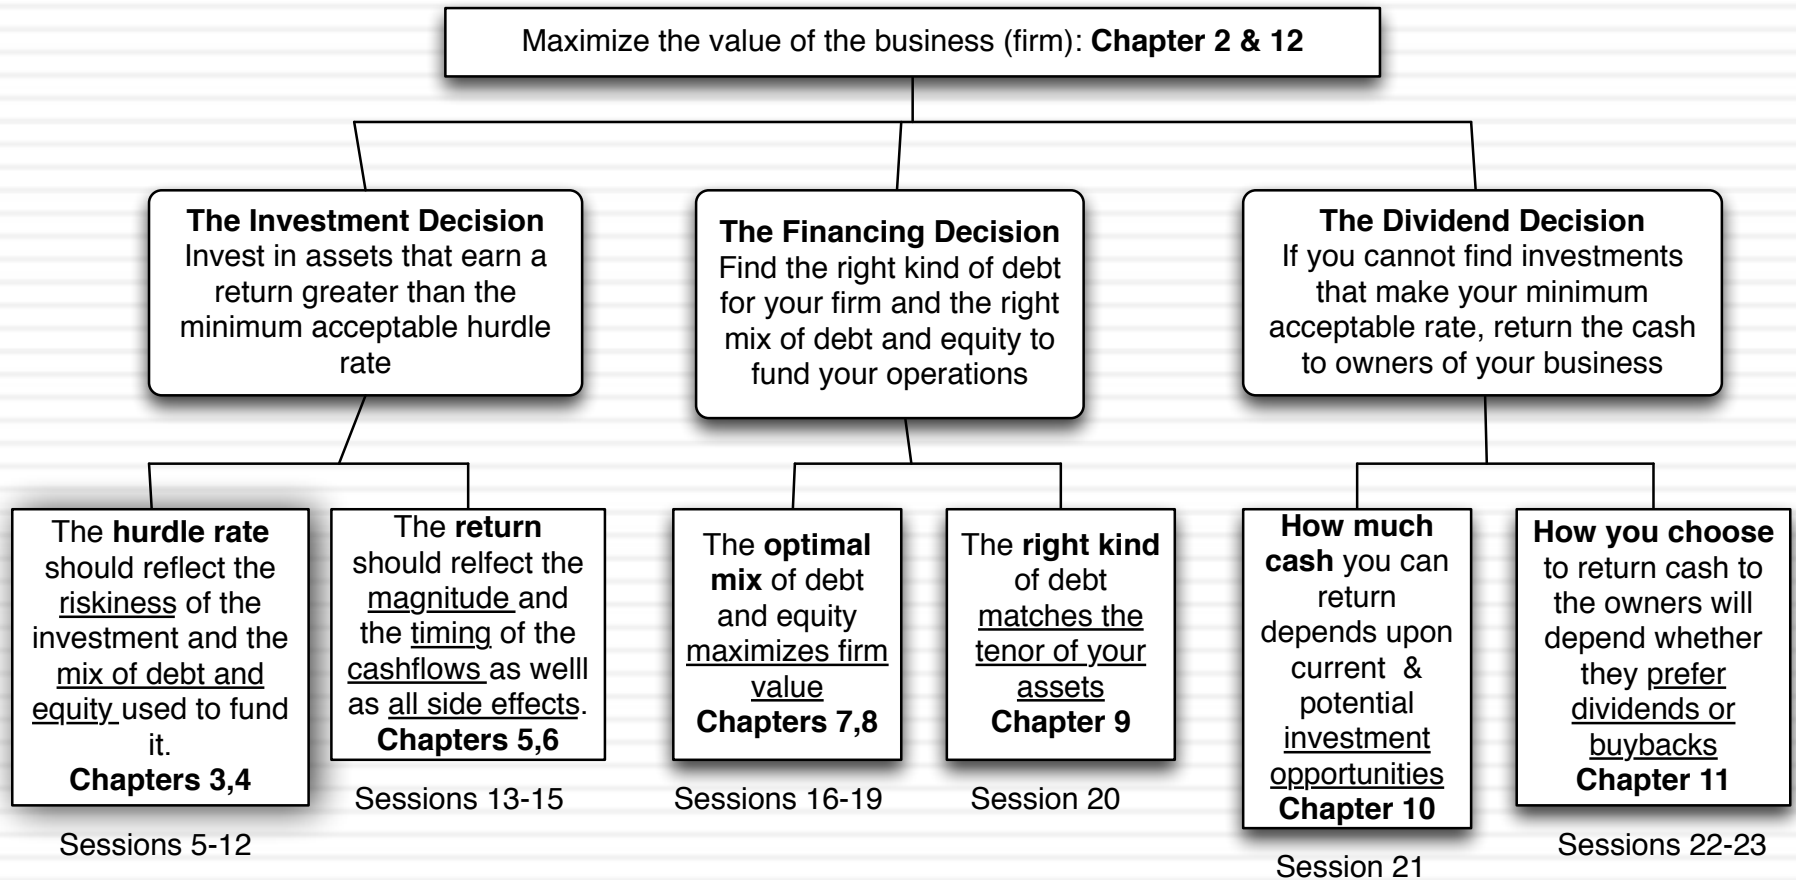 Maximize the value of the business (firm): Chapter 2 & 12
The Investment Decision
Invest in assets that earn a
return greater than the
minimum acceptable hurdle
rate
The Financing Decision
Find the right kind of debt
for your firm and the right
mix of debt and equity to
fund your operations
The Dividend Decision
If you cannot find investments
that make your minimum
acceptable rate, return the cash
to owners of your business
The hurdle rate
should reflect the
riskiness of the
investment and the
mix of debt and
equity used to fund
it.
Chapters 3,4
Sessions 5-12
The return
should relfect the
magnitude and
the timing of the
cashflows as welll
as all side effects.
Chapters 5,6
Sessions 13-15
The optimal
mix of debt
and equity
maximizes firm
value
Chapters 7,8
Sessions 16-19
The right kind
of debt
matches the
tenor of your
assets
Chapter 9
Session 20
How much
cash you can
return
depends upon
current & 
potential
investment
opportunities
Chapter 10
Session 21
How you choose
to return cash to
the owners will
depend whether
they prefer
dividends or
buybacks
Chapter 11
Sessions 22-23